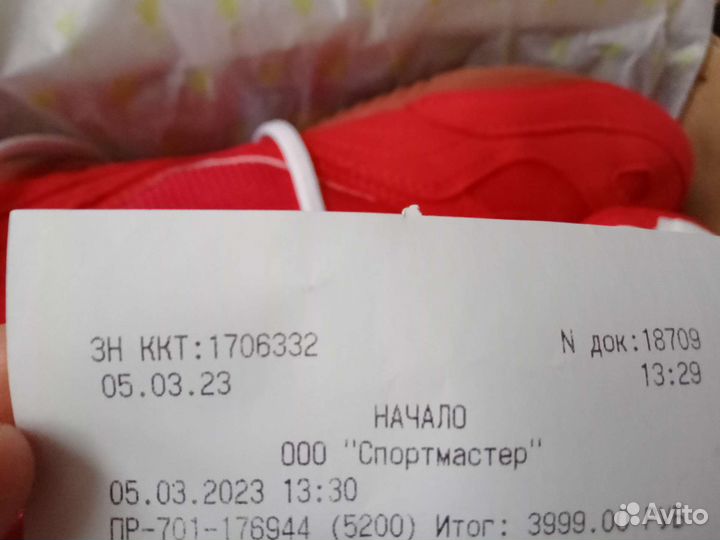 ЗН ККТ:1706332 N док:18709
05.03.23 13:29
НАЧАЛО
ООО "Спортмастер"
05.03.2023 13:30
ПР-701-176944 (5200) Итог: 3999.00 РУБ
Avito